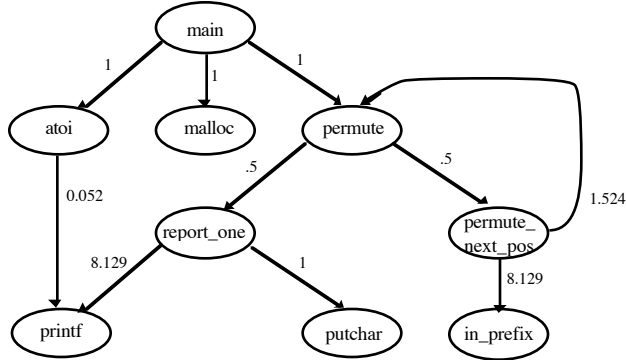 main
1
1
1
atoi
malloc
permute
0.052
.5
.5
1.524
report_one
permute_
next_pos
8.129
1
8.129
printf
putchar
in_prefix